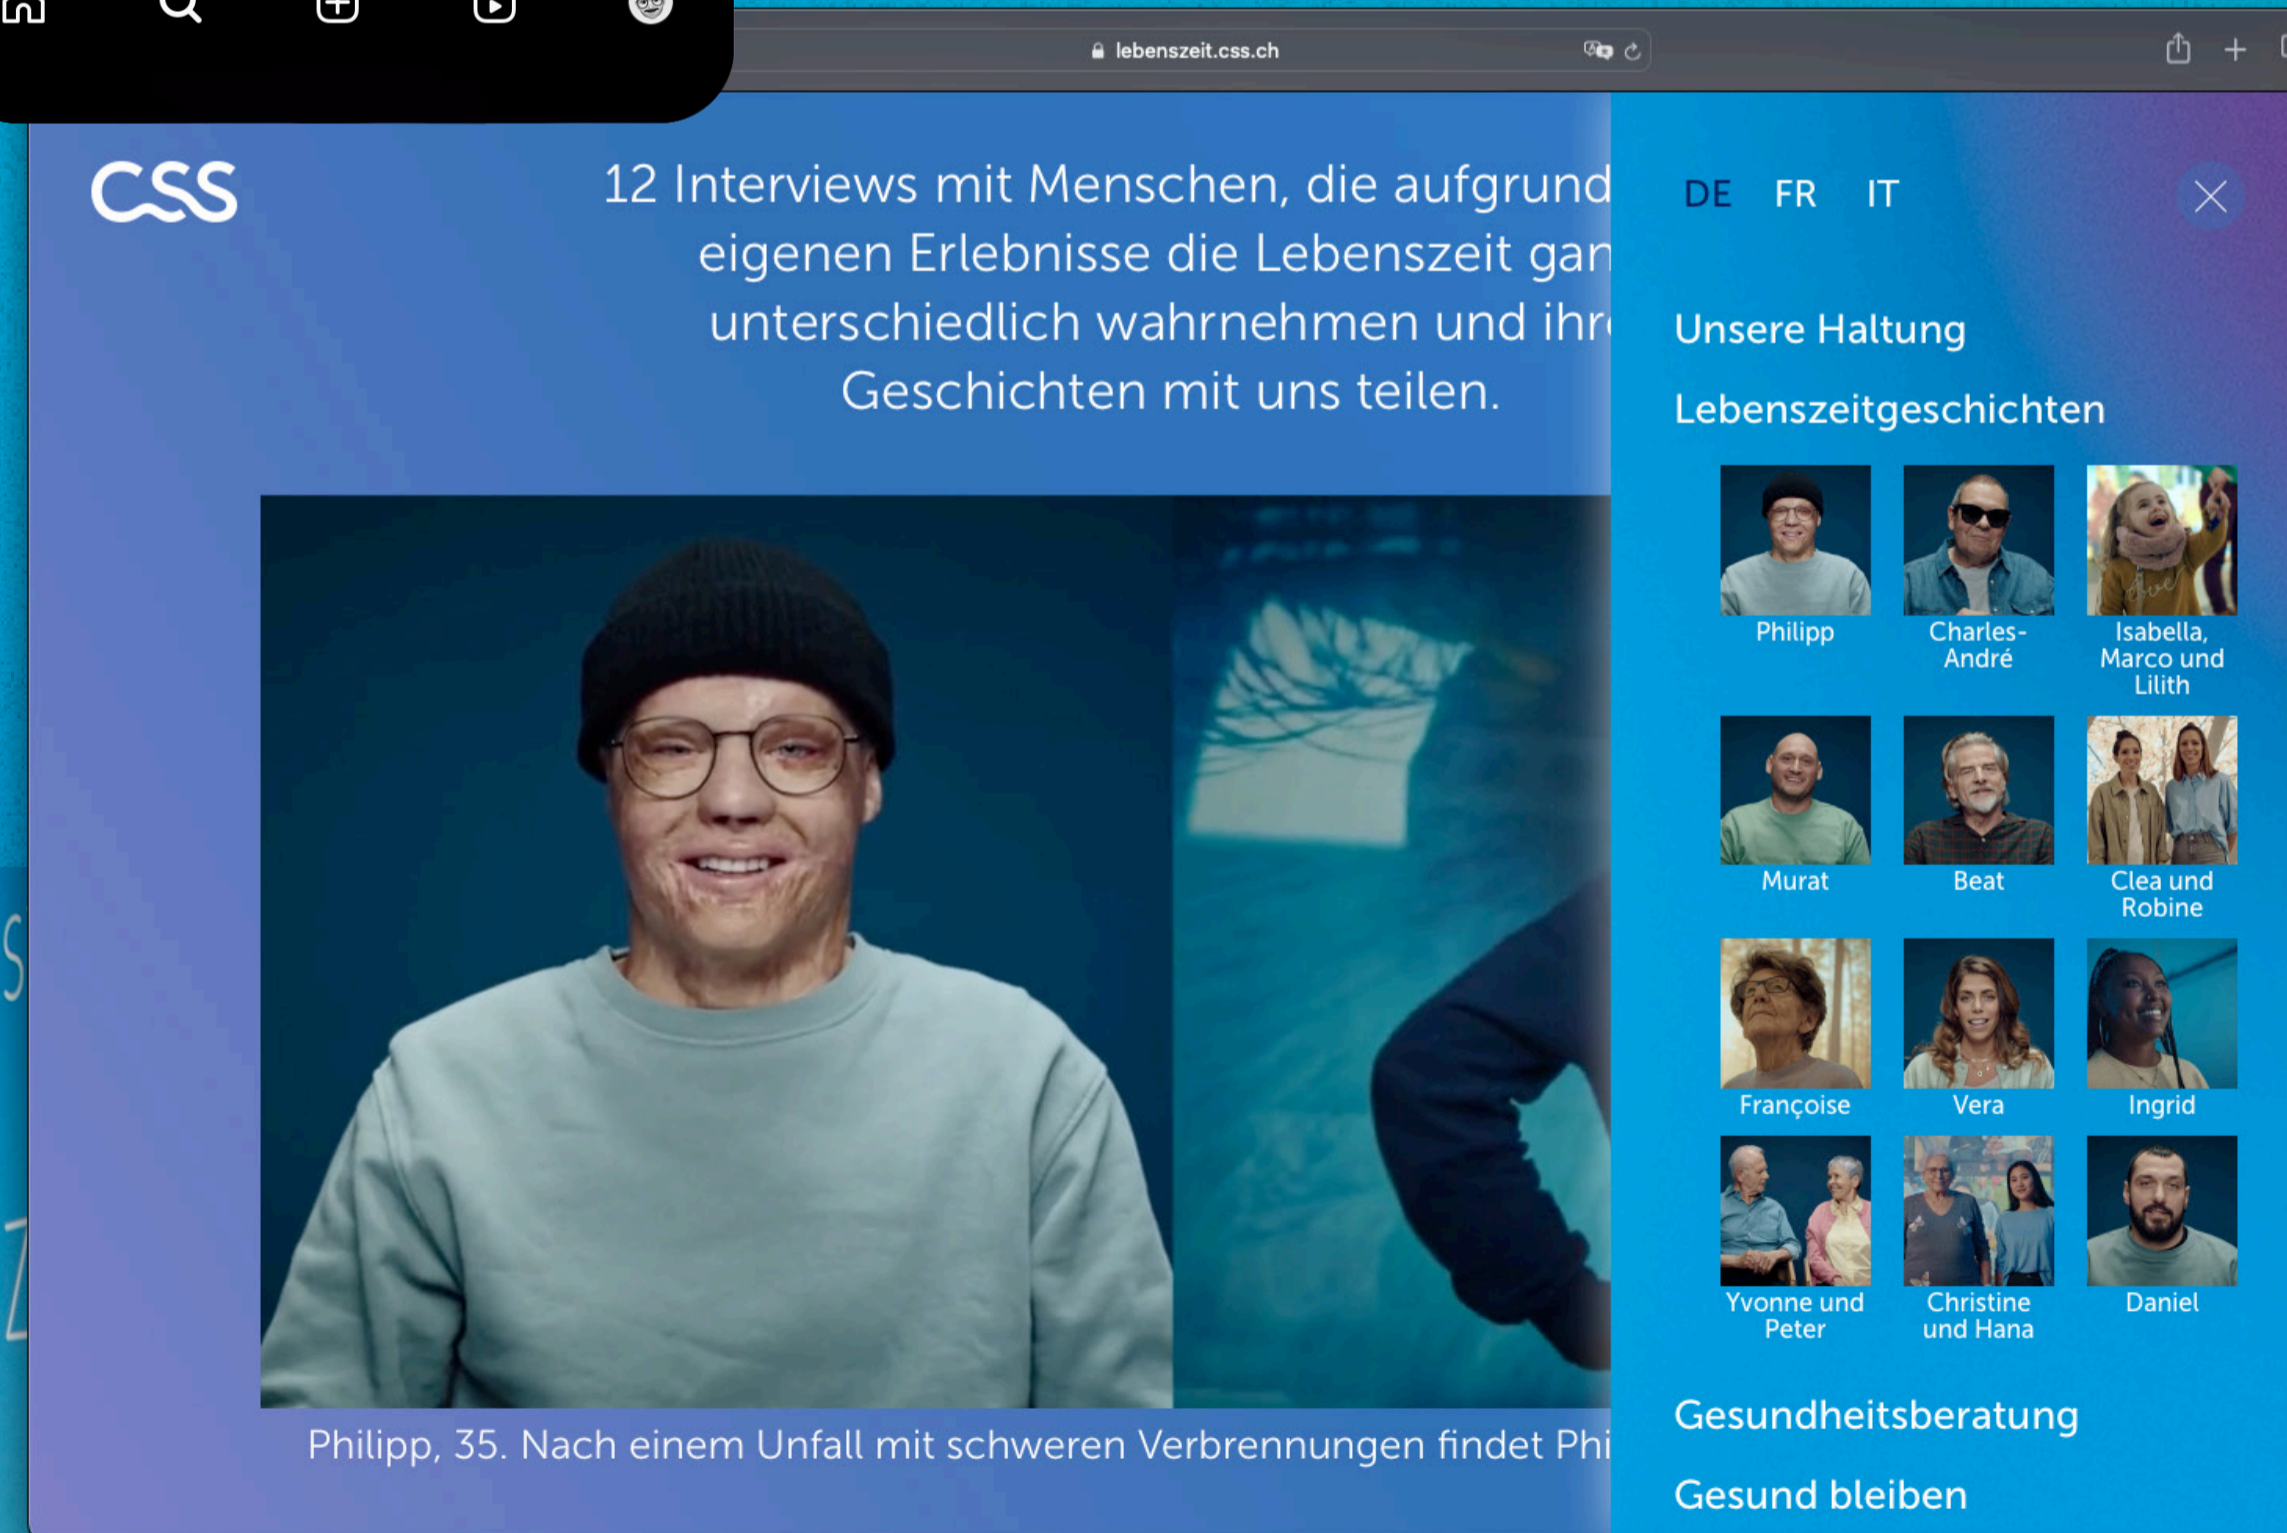 lebenszeit.css.ch
css
12 Interviews mit Menschen, die aufgrund
eigenen Erlebnisse die Lebenszeit gan
unterschiedlich wahrnehmen und ihre
Geschichten mit uns teilen.
Philipp, 35. Nach einem Unfall mit schweren Verbrennungen findet Phi
DE FR IT
Unsere Haltung
Lebenszeitgeschichten
Philipp
Charles-
André
Isabella,
Marco und
Lilith
Murat
Beat
Clea und
Robine
Françoise
Vera
Ingrid
Yvonne und
Peter
Christine
und Hana
Daniel
Gesundheitsberatung
Gesund bleiben
S
Z